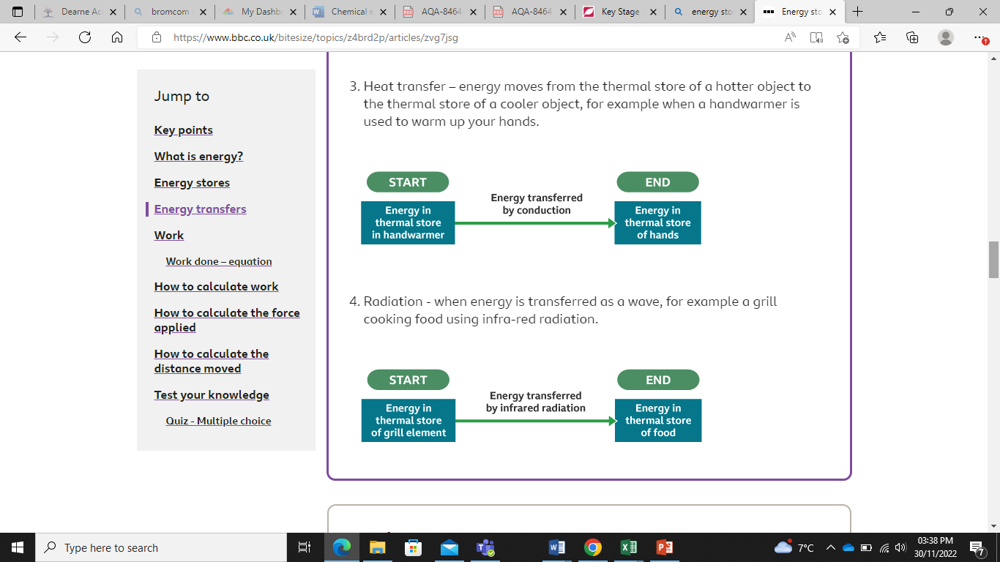 Dearne Ac
bromcom
My Dashb
Chemical e
AQA-8464
AQA-8464
Key Stage
energy sto
Energy sto
https://www.bbc.co.uk/bitesize/topics/z4brd2p/articles/zvg7jsg
Jump to
Key points
What is energy?
Energy stores
Energy transfers
Work
Work done – equation
How to calculate work
How to calculate the force
applied
How to calculate the
distance moved
Test your knowledge
Quiz - Multiple choice
3. Heat transfer – energy moves from the thermal store of a hotter object to
the thermal store of a cooler object, for example when a handwarmer is
used to warm up your hands.
START
Energy in
thermal store
in handwarmer
Energy transferred
by conduction
END
Energy in
thermal store
of hands
4. Radiation - when energy is transferred as a wave, for example a grill
cooking food using infra-red radiation.
START
Energy in
thermal store
of grill element
Energy transferred
by infrared radiation
END
Energy in
thermal store
of food
Type here to search
7°C
03:38 PM
30/11/2022
7